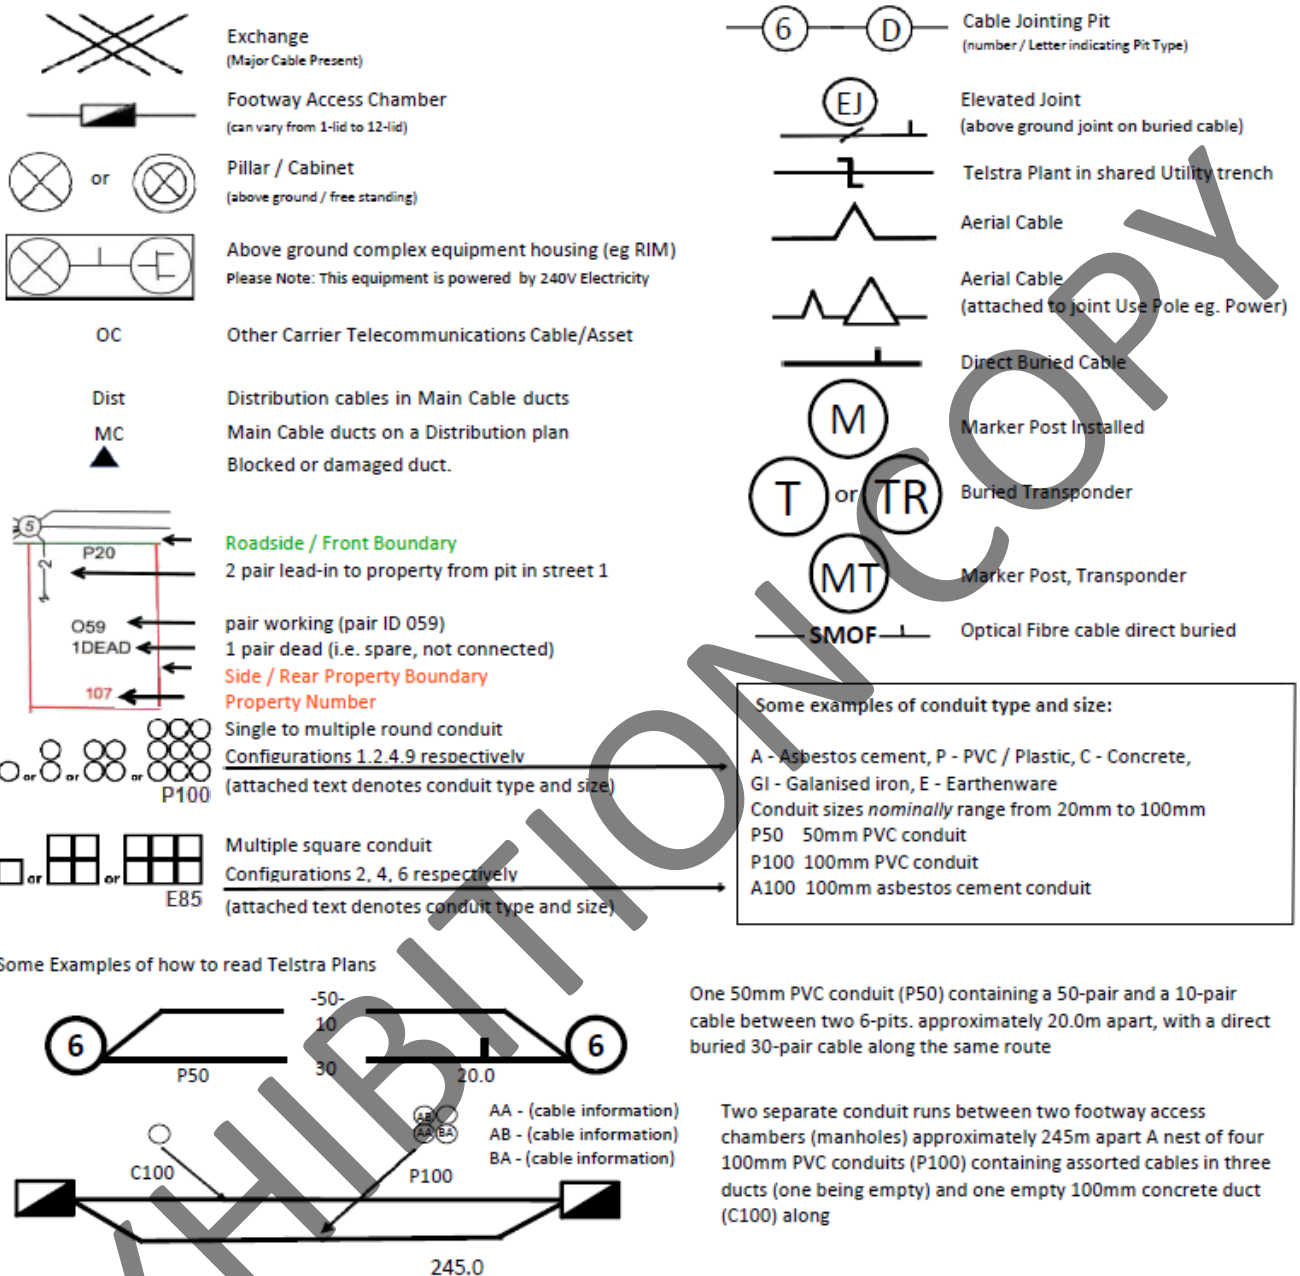 Exchange
(Major Cable Present)
Footway Access Chamber
(can vary from 1-lid to 12-lid)
or
Pillar / Cabinet
(above ground / free standing)
Above ground complex equipment housing (eg RIM)
Please Note: This equipment is powered by 240V Electricity
OC
Other Carrier Telecommunications Cable/Asset
Dist
Distribution cables in Main Cable ducts
MC
Main Cable ducts on a Distribution plan
Blocked or damaged duct.
5
P20
2
Roadside / Front Boundary
2 pair lead-in to property from pit in street 1
O59
pair working (pair ID 059)
1DEAD
1 pair dead (i.e. spare, not connected)
Side / Rear Property Boundary
107
Property Number
Single to multiple round conduit
or or or
Configurations 1.2.4.9 respectively
P100
(attached text denotes conduit type and size)
Multiple square conduit
or or
Configurations 2, 4, 6 respectively
E85
(attached text denotes conduit type and size)
6 D
Cable Jointing Pit
(number / Letter indicating Pit Type)
EJ
Elevated Joint
(above ground joint on buried cable)
Telstra Plant in shared Utility trench
Aerial Cable
Aerial Cable
(attached to joint Use Pole eg. Power)
Direct Buried Cable
M
Marker Post Installed
T or TR
Buried Transponder
MT
Marker Post, Transponder
SMOF
Optical Fibre cable direct buried
Some examples of conduit type and size:
A - Asbestos cement, P - PVC / Plastic, C - Concrete,
GI - Galanised iron, E - Earthenware
Conduit sizes nominally range from 20mm to 100mm
P50 50mm PVC conduit
P100 100mm PVC conduit
A100 100mm asbestos cement conduit
Some Examples of how to read Telstra Plans
-50-
10
6 6
P50 30 20.0
One 50mm PVC conduit (P50) containing a 50-pair and a 10-pair
cable between two 6-pits. approximately 20.0m apart, with a direct
buried 30-pair cable along the same route
AB
AA BA
AA - (cable information)
AB - (cable information)
BA - (cable information)
C100
P100
245.0
Two separate conduit runs between two footway access
chambers (manholes) approximately 245m apart A nest of four
100mm PVC conduits (P100) containing assorted cables in three
ducts (one being empty) and one empty 100mm concrete duct
(C100) along
EXHIBITION COPY